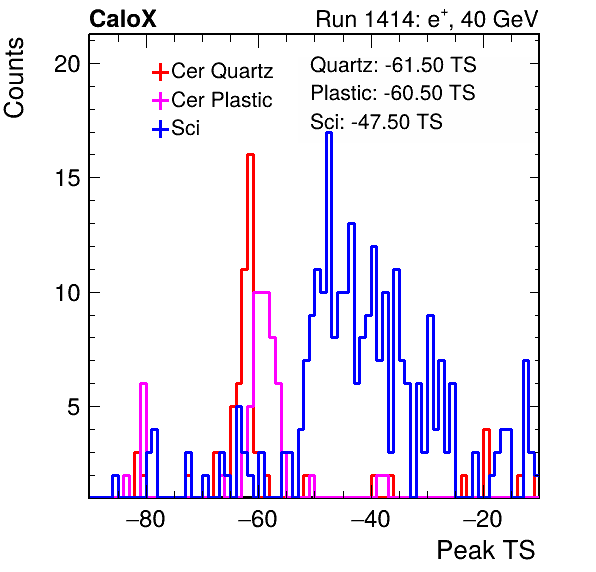 CaloX
Run 1414: e⁺, 40 GeV
Counts
Cer Quartz
Cer Plastic
Sci
Quartz: -61.50 TS
Plastic: -60.50 TS
Sci: -47.50 TS
20
15
10
5
−80
−60
−40
−20
Peak TS